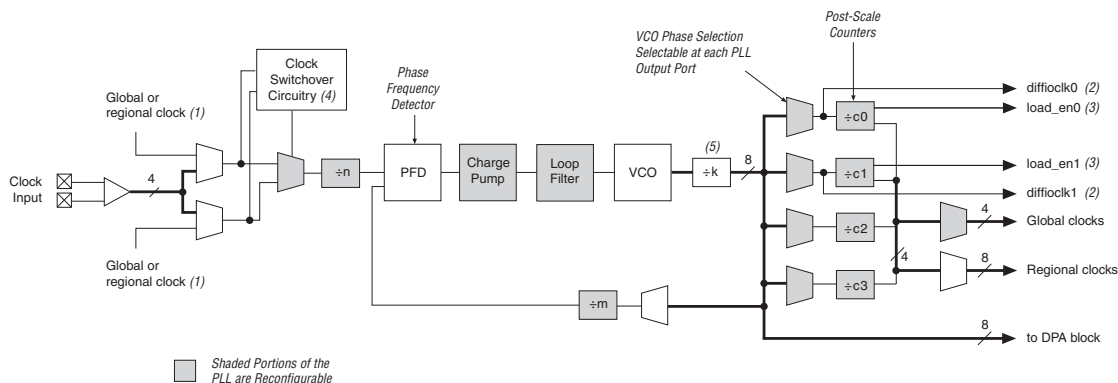 Post-Scale
Counters
VCO Phase Selection
Selectable at each PLL
Output Port
Clock
Switchover
Circuitry (4)
Phase
Frequency
Detector
Global or
regional clock (1)
4
Clock
Input
÷n
PFD
Charge
Pump
Loop
Filter
VCO
(5)
÷k
8
÷c0
÷c1
÷c2
÷c3
4
diffioclk0 (2)
load_en0 (3)
load_en1 (3)
diffioclk1 (2)
4
Global clocks
8
Regional clocks
8
to DPA block
Global or
regional clock (1)
÷m
Shaded Portions of the
PLL are Reconfigurable